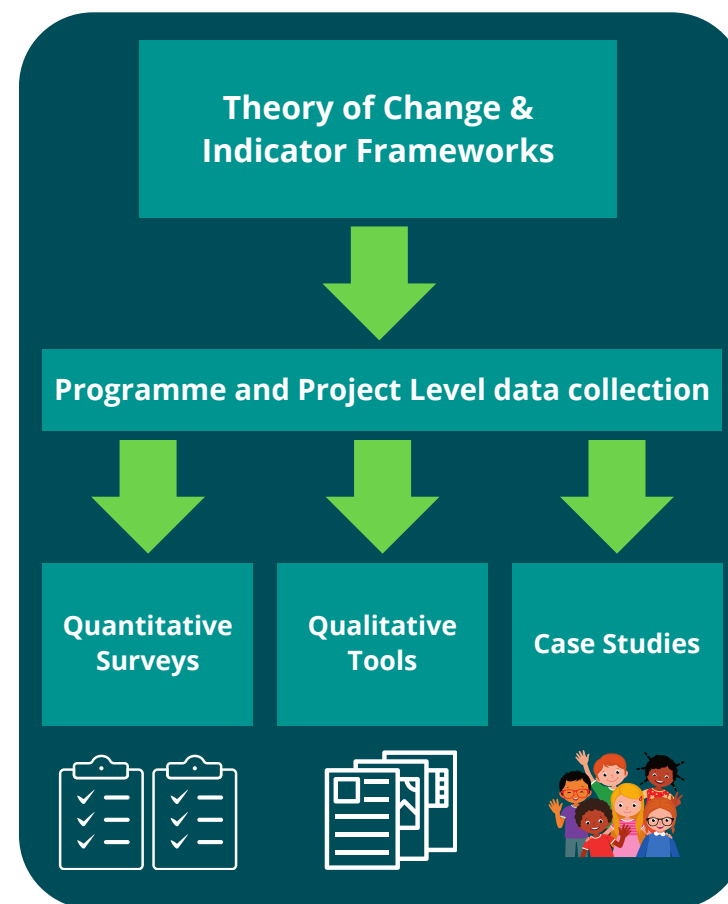 Theory of Change &
Indicator Frameworks
Programme and Project Level data collection
Quantitative
Surveys
Qualitative
Tools
Case Studies